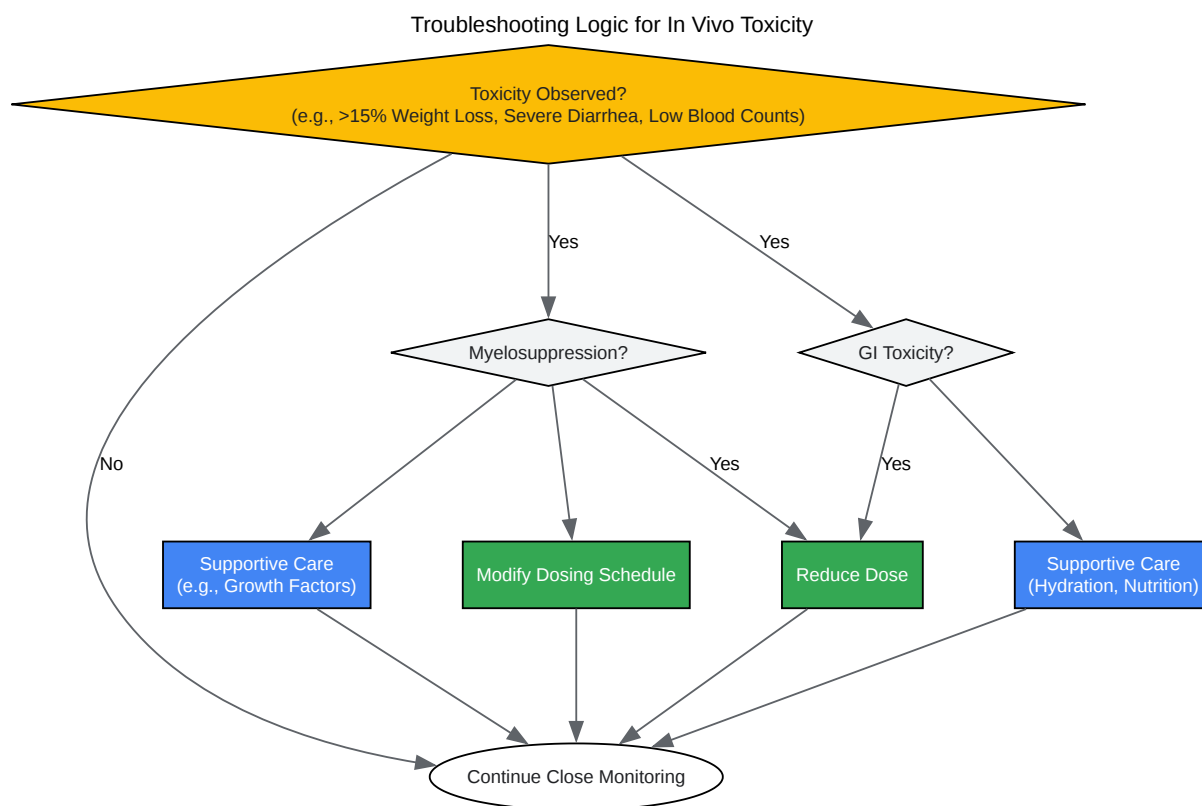 Troubleshooting Logic for In Vivo Toxicity
Toxicity Observed?
(e.g., >15% Weight Loss, Severe Diarrhea, Low Blood Counts)
Yes
Yes
Myelosuppression?
GI Toxicity?
No
Yes
Yes
Supportive Care
(e.g., Growth Factors)
Modify Dosing Schedule
Reduce Dose
Supportive Care
(Hydration, Nutrition)
Continue Close Monitoring